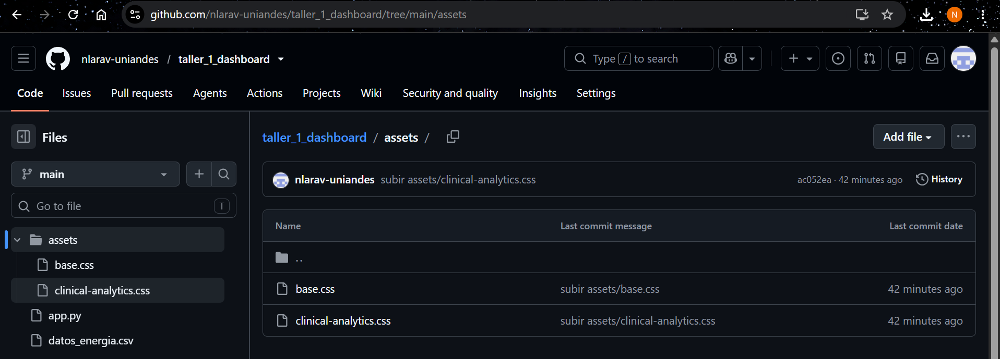 github.com/nlarav-uniandes/taller_1_dashboard/tree/main/assets
N
nlarav-uniandes / taller_1_dashboard
Type / to search
Code Issues Pull requests Agents Actions Projects Wiki Security and quality Insights Settings
Files
taller_1_dashboard / assets /
Add file
main
nlarav-uniandes subir assets/clinical-analytics.css
ac052ea · 42 minutes ago
History
Go to file
T
Name Last commit message Last commit date
assets
..
base.css
base.css subir assets/base.css 42 minutes ago
clinical-analytics.css
clinical-analytics.css subir assets/clinical-analytics.css 42 minutes ago
app.py
datos_energia.csv